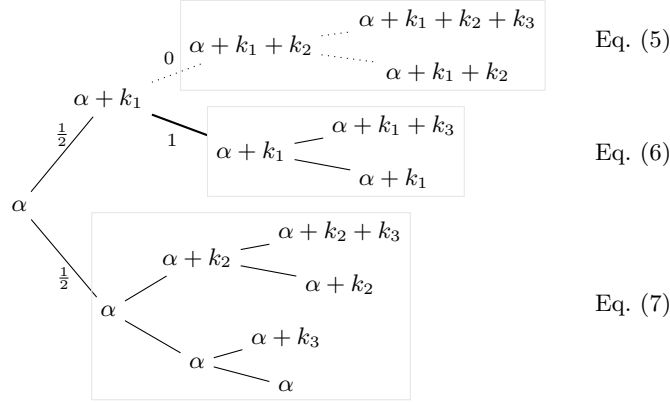 α + k₁ + k₂ + k₃
Eq. (5)
α + k₁ + k₂
0
α + k₁ + k₂
α + k₁
1/2
1
α + k₁ + k₃
Eq. (6)
α + k₁
α + k₁
α
1/2
α + k₂ + k₃
α + k₂
α + k₂
Eq. (7)
α
α + k₃
α
α